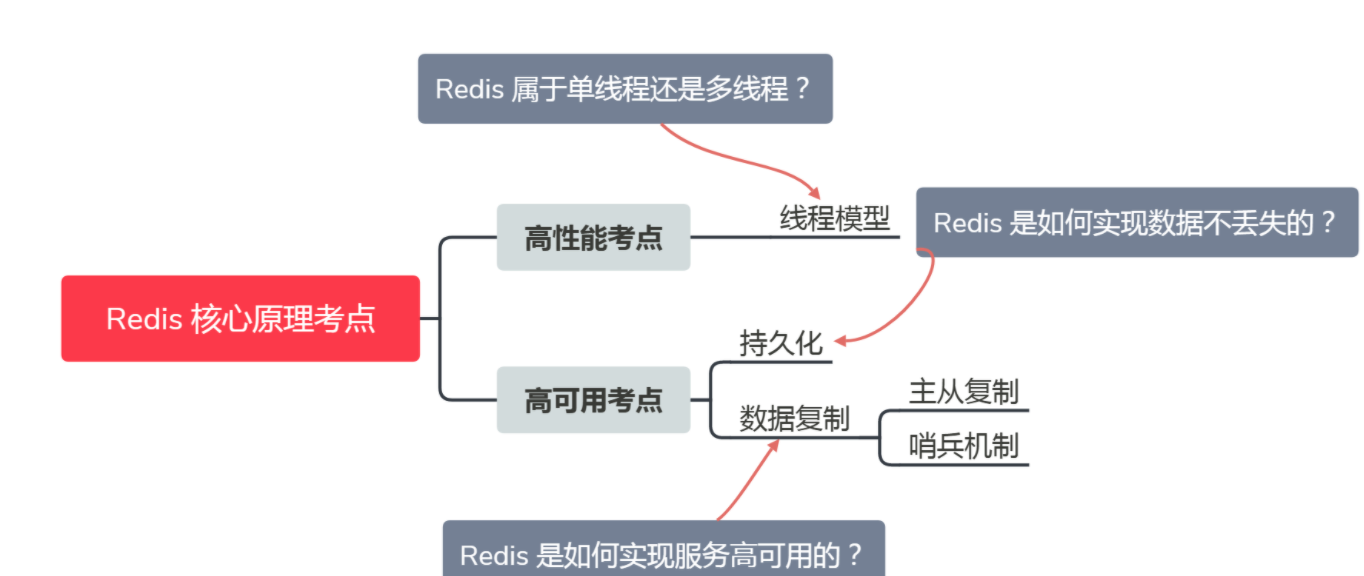 Redis 属于单线程还是多线程？
线程模型
Redis 是如何实现数据不丢失的？
高性能考点
Redis 核心原理考点
持久化
高可用考点
主从复制
数据复制
哨兵机制
Redis 是如何实现服务高可用的？